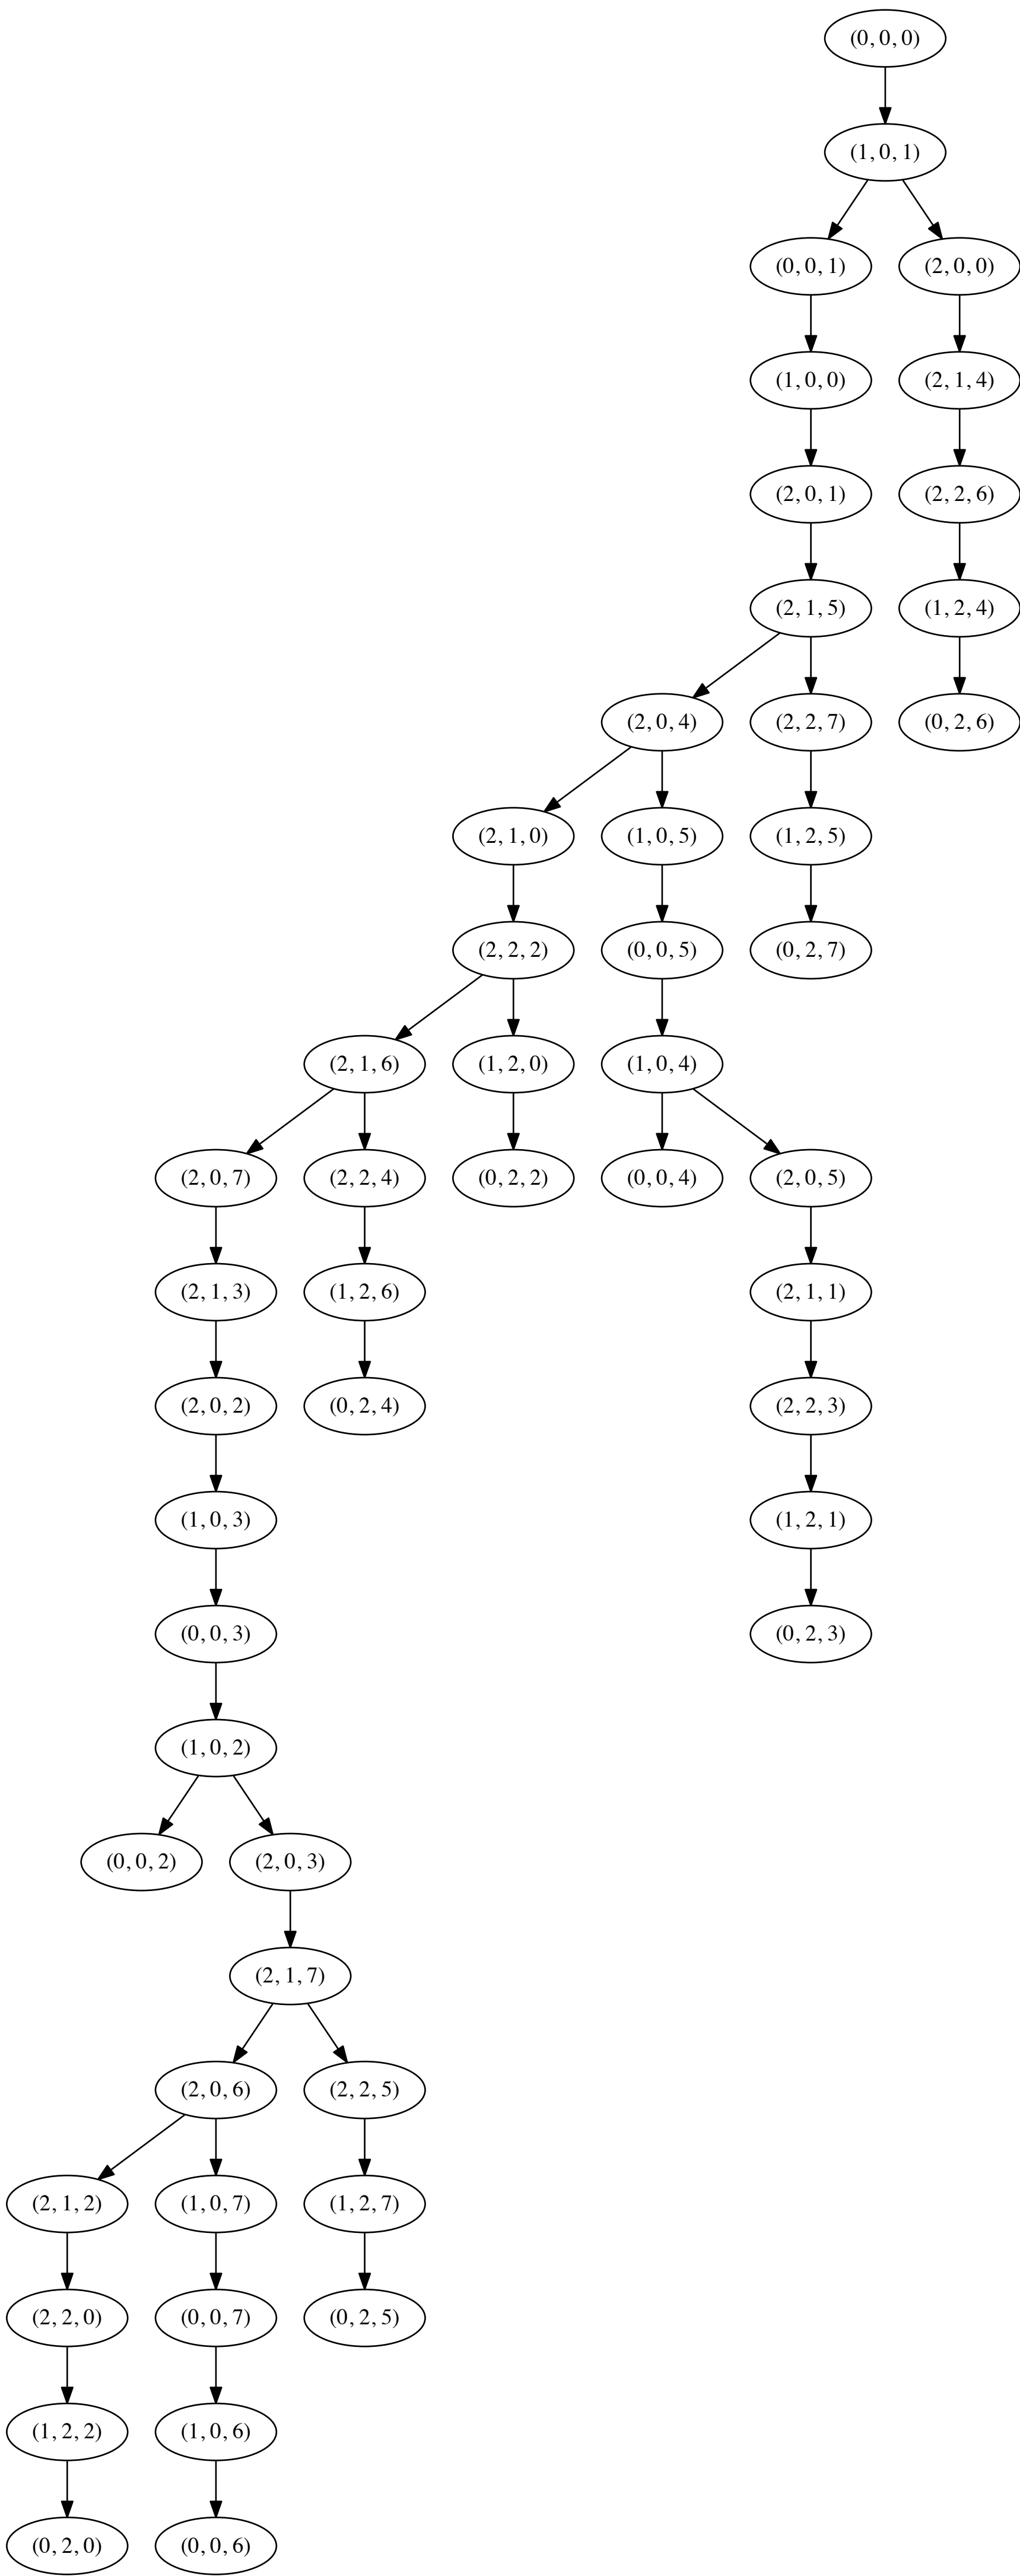 (0, 0, 0)
(1, 0, 1)
(0, 0, 1) (2, 0, 0)
(1, 0, 0) (2, 1, 4)
(2, 0, 1) (2, 2, 6)
(2, 1, 5) (1, 2, 4)
(2, 0, 4) (2, 2, 7) (0, 2, 6)
(2, 1, 0) (1, 0, 5) (1, 2, 5)
(2, 2, 2) (0, 0, 5) (0, 2, 7)
(2, 1, 6) (1, 2, 0) (1, 0, 4)
(2, 0, 7) (2, 2, 4) (0, 2, 2) (0, 0, 4) (2, 0, 5)
(2, 1, 3) (1, 2, 6) (2, 1, 1)
(2, 0, 2) (0, 2, 4) (2, 2, 3)
(1, 0, 3) (1, 2, 1)
(0, 0, 3) (0, 2, 3)
(1, 0, 2)
(0, 0, 2) (2, 0, 3)
(2, 1, 7)
(2, 0, 6) (2, 2, 5)
(2, 1, 2) (1, 0, 7) (1, 2, 7)
(2, 2, 0) (0, 0, 7) (0, 2, 5)
(1, 2, 2) (1, 0, 6)
(0, 2, 0) (0, 0, 6)